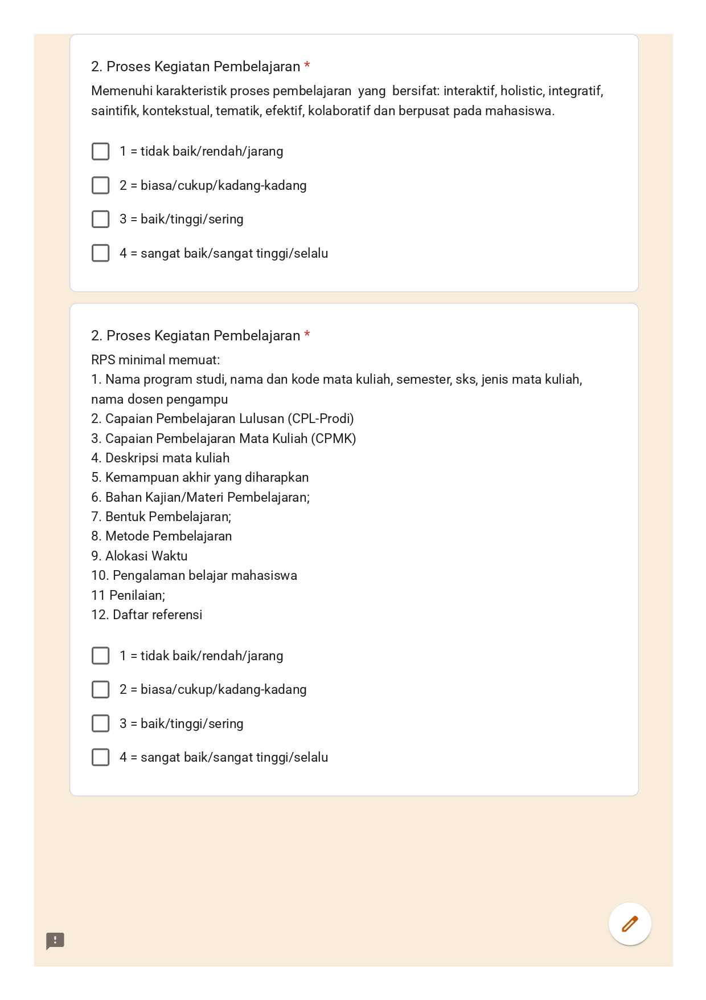 2. Proses Kegiatan Pembelajaran *
Memenuhi karakteristik proses pembelajaran  yang  bersifat: interaktif, holistic, integratif,
saintifik, kontekstual, tematik, efektif, kolaboratif dan berpusat pada mahasiswa.
1 = tidak baik/rendah/jarang
2 = biasa/cukup/kadang-kadang
3 = baik/tinggi/sering
4 = sangat baik/sangat tinggi/selalu
2. Proses Kegiatan Pembelajaran *
RPS minimal memuat:
1. Nama program studi, nama dan kode mata kuliah, semester, sks, jenis mata kuliah,
nama dosen pengampu
2. Capaian Pembelajaran Lulusan (CPL-Prodi)
3. Capaian Pembelajaran Mata Kuliah (CPMK)
4. Deskripsi mata kuliah
5. Kemampuan akhir yang diharapkan
6. Bahan Kajian/Materi Pembelajaran;
7. Bentuk Pembelajaran;
8. Metode Pembelajaran
9. Alokasi Waktu
10. Pengalaman belajar mahasiswa
11 Penilaian;
12. Daftar referensi
1 = tidak baik/rendah/jarang
2 = biasa/cukup/kadang-kadang
3 = baik/tinggi/sering
4 = sangat baik/sangat tinggi/selalu